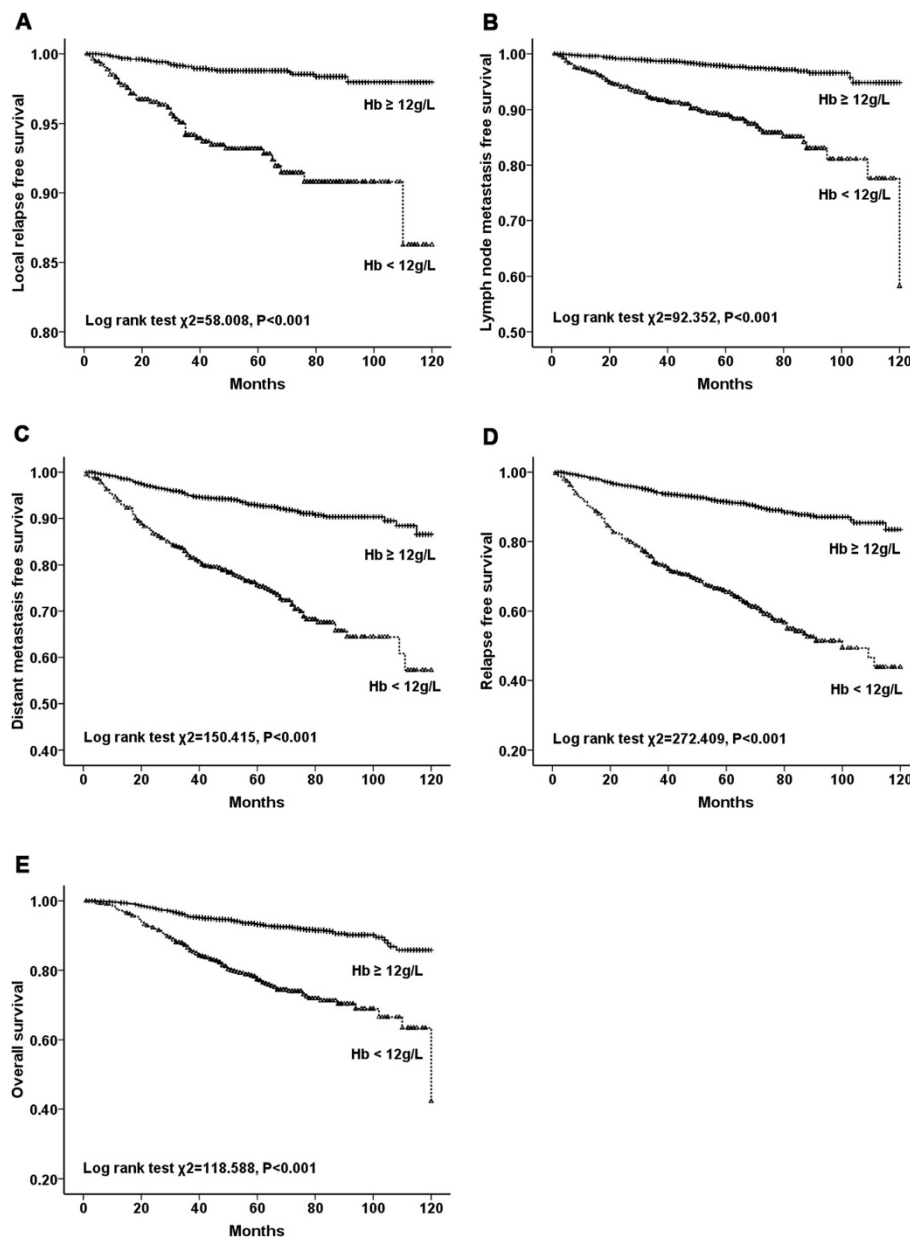 A
Local relapse free survival
1.00
0.95
0.90
0.85
0.80
Hb ≥ 12g/L
Hb < 12g/L
Log rank test χ2=58.008, P<0.001
0 20 40 60 80 100 120
Months
B
Lymph node metastasis free survival
1.00
0.90
0.80
0.70
0.60
0.50
Hb ≥ 12g/L
Hb < 12g/L
Log rank test χ2=92.352, P<0.001
0 20 40 60 80 100 120
Months
C
Distant metastasis free survival
1.00
0.90
0.80
0.70
0.60
0.50
0.40
Hb ≥ 12g/L
Hb < 12g/L
Log rank test χ2=150.415, P<0.001
0 20 40 60 80 100 120
Months
D
Relapse free survival
1.00
0.80
0.60
0.40
0.20
Hb ≥ 12g/L
Hb < 12g/L
Log rank test χ2=272.409, P<0.001
0 20 40 60 80 100 120
Months
E
Overall survival
1.00
0.80
0.60
0.40
0.20
Hb ≥ 12g/L
Hb < 12g/L
Log rank test χ2=118.588, P<0.001
0 20 40 60 80 100 120
Months